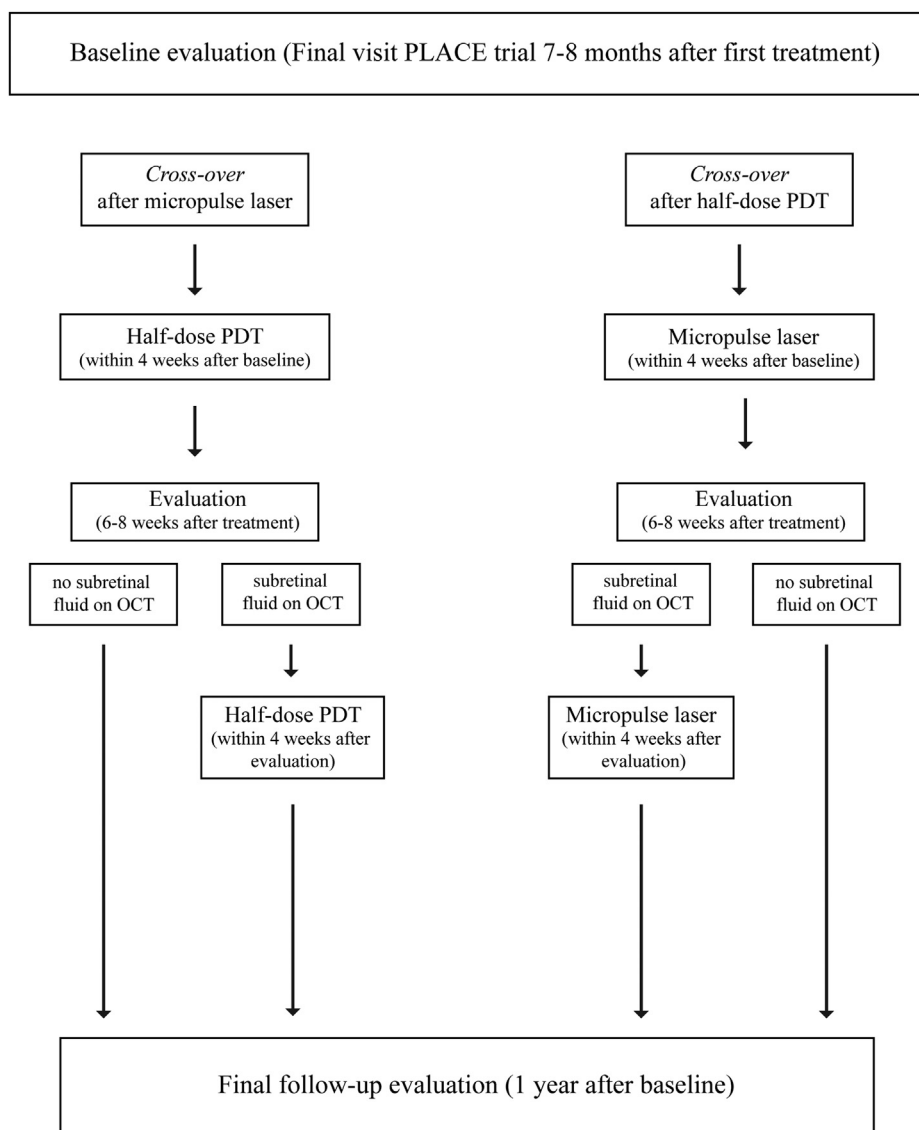 Baseline evaluation (Final visit PLACE trial 7-8 months after first treatment)
Cross-over
after micropulse laser
Cross-over
after half-dose PDT
Half-dose PDT
(within 4 weeks after baseline)
Micropulse laser
(within 4 weeks after baseline)
Evaluation
(6-8 weeks after treatment)
Evaluation
(6-8 weeks after treatment)
no subretinal
fluid on OCT
subretinal
fluid on OCT
subretinal
fluid on OCT
no subretinal
fluid on OCT
Half-dose PDT
(within 4 weeks after
evaluation)
Micropulse laser
(within 4 weeks after
evaluation)
Final follow-up evaluation (1 year after baseline)